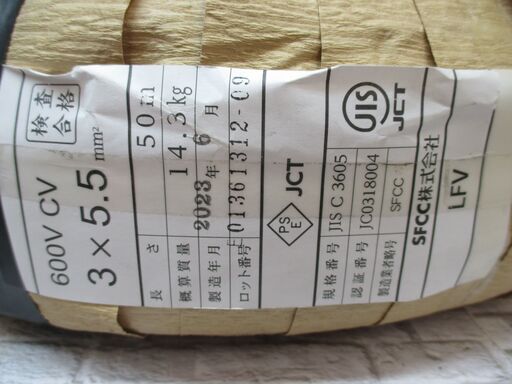 600V CV
検査
合格
3×5.5mm²
長さ 50m
概算質量 14.3kg
製造年月 2023年6月
ロット番号 F01361312-09
PS
E
JCT
規格番号 JIS C 3605
認証番号 JC0318004
製造業者略号 SFCC
JIS
JCT
SFCC株式会社
LFV